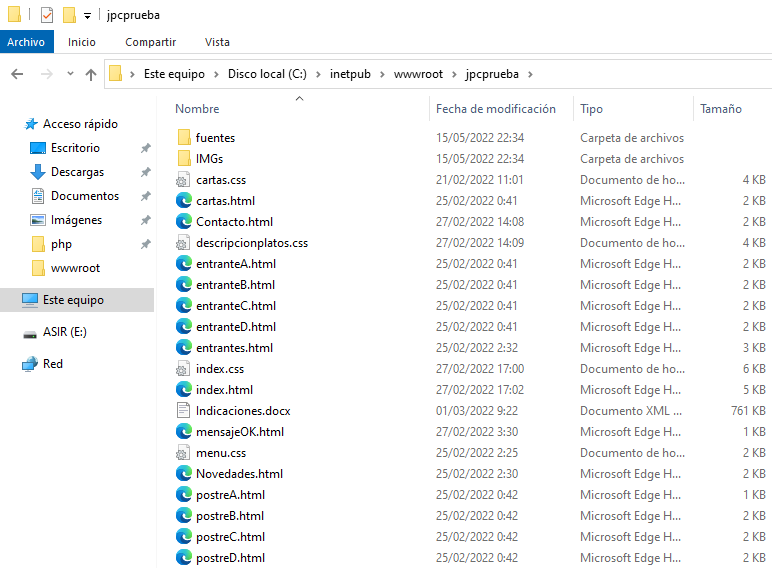 jpcprueba
Archivo Inicio Compartir Vista
Este equipo Disco local (C:) inetpub wwwroot jpcprueba
Nombre Fecha de modificación Tipo Tamaño
Acceso rápido
Escritorio
Descargas
Documentos
Imágenes
php
wwwroot
Este equipo
ASIR (E:)
Red
fuentes 15/05/2022 22:34 Carpeta de archivos
IMGs 15/05/2022 22:34 Carpeta de archivos
cartas.css 21/02/2022 11:01 Documento de ho... 4 KB
cartas.html 25/02/2022 0:41 Microsoft Edge H... 2 KB
Contacto.html 27/02/2022 14:08 Microsoft Edge H... 2 KB
descripcionplatos.css 27/02/2022 14:09 Documento de ho... 4 KB
entranteA.html 25/02/2022 0:41 Microsoft Edge H... 2 KB
entranteB.html 25/02/2022 0:41 Microsoft Edge H... 2 KB
entranteC.html 25/02/2022 0:41 Microsoft Edge H... 2 KB
entranteD.html 25/02/2022 0:41 Microsoft Edge H... 2 KB
entrantes.html 25/02/2022 2:32 Microsoft Edge H... 3 KB
index.css 27/02/2022 17:00 Documento de ho... 6 KB
index.html 27/02/2022 17:02 Microsoft Edge H... 5 KB
Indicaciones.docx 01/03/2022 9:22 Documento XML ... 761 KB
mensajeOK.html 27/02/2022 3:30 Microsoft Edge H... 1 KB
menu.css 25/02/2022 2:25 Documento de ho... 2 KB
Novedades.html 25/02/2022 2:30 Microsoft Edge H... 2 KB
postreA.html 25/02/2022 0:42 Microsoft Edge H... 1 KB
postreB.html 25/02/2022 0:42 Microsoft Edge H... 2 KB
postreC.html 25/02/2022 0:42 Microsoft Edge H... 2 KB
postreD.html 25/02/2022 0:42 Microsoft Edge H... 2 KB